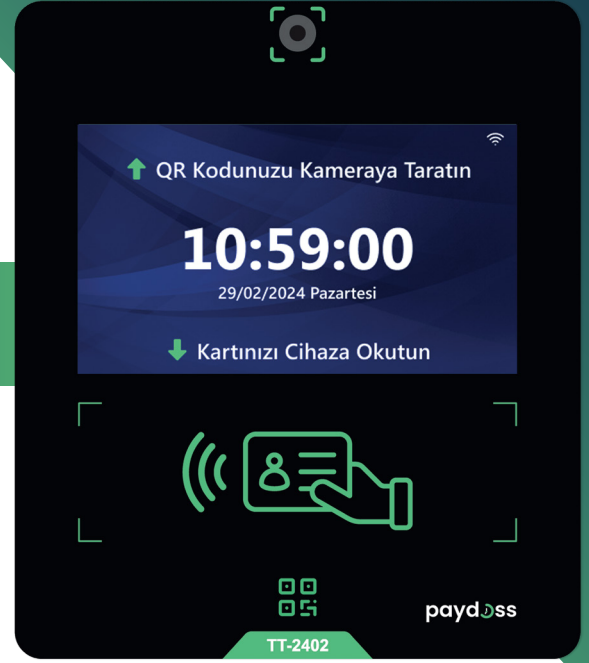 QR Kodunuzu Kameraya Taratın
10:59:00
29/02/2024 Pazartesi
Kartınızı Cihaza Okutun
paydoss
TT-2402